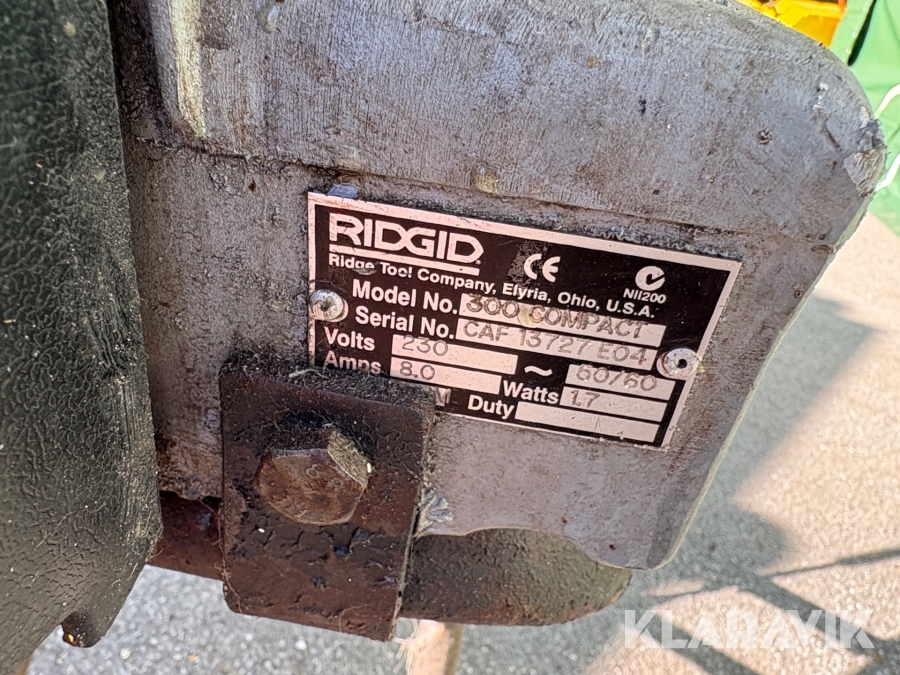 RIDGID
CE
N11200
Ridge Tool Company, Elyria, Ohio, U.S.A.
Model No. 300 COMPACT
Serial No. CAF 13727 E04
Volts 230 ~ 50/60
Amps 8.0 Watts 1.7
M Duty
KLARAVIK